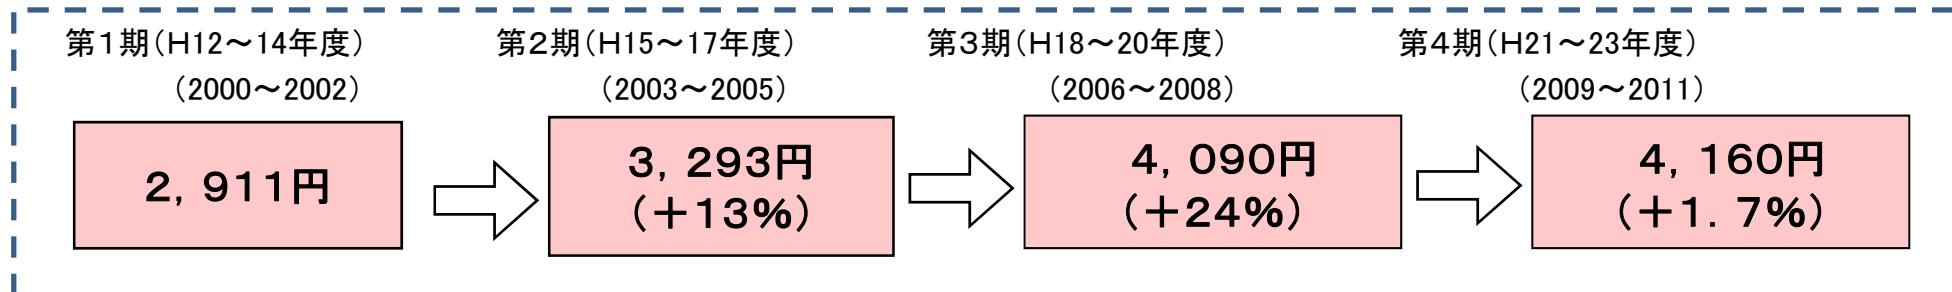 第１期（H12～14年度）
（2000～2002）
２，９１１円
第２期（H15～17年度）
（2003～2005）
３，２９３円
（＋１３％）
第３期（H18～20年度）
（2006～2008）
４，０９０円
（＋２４％）
第４期（H21～23年度）
（2009～2011）
４，１６０円
（＋１．７％）